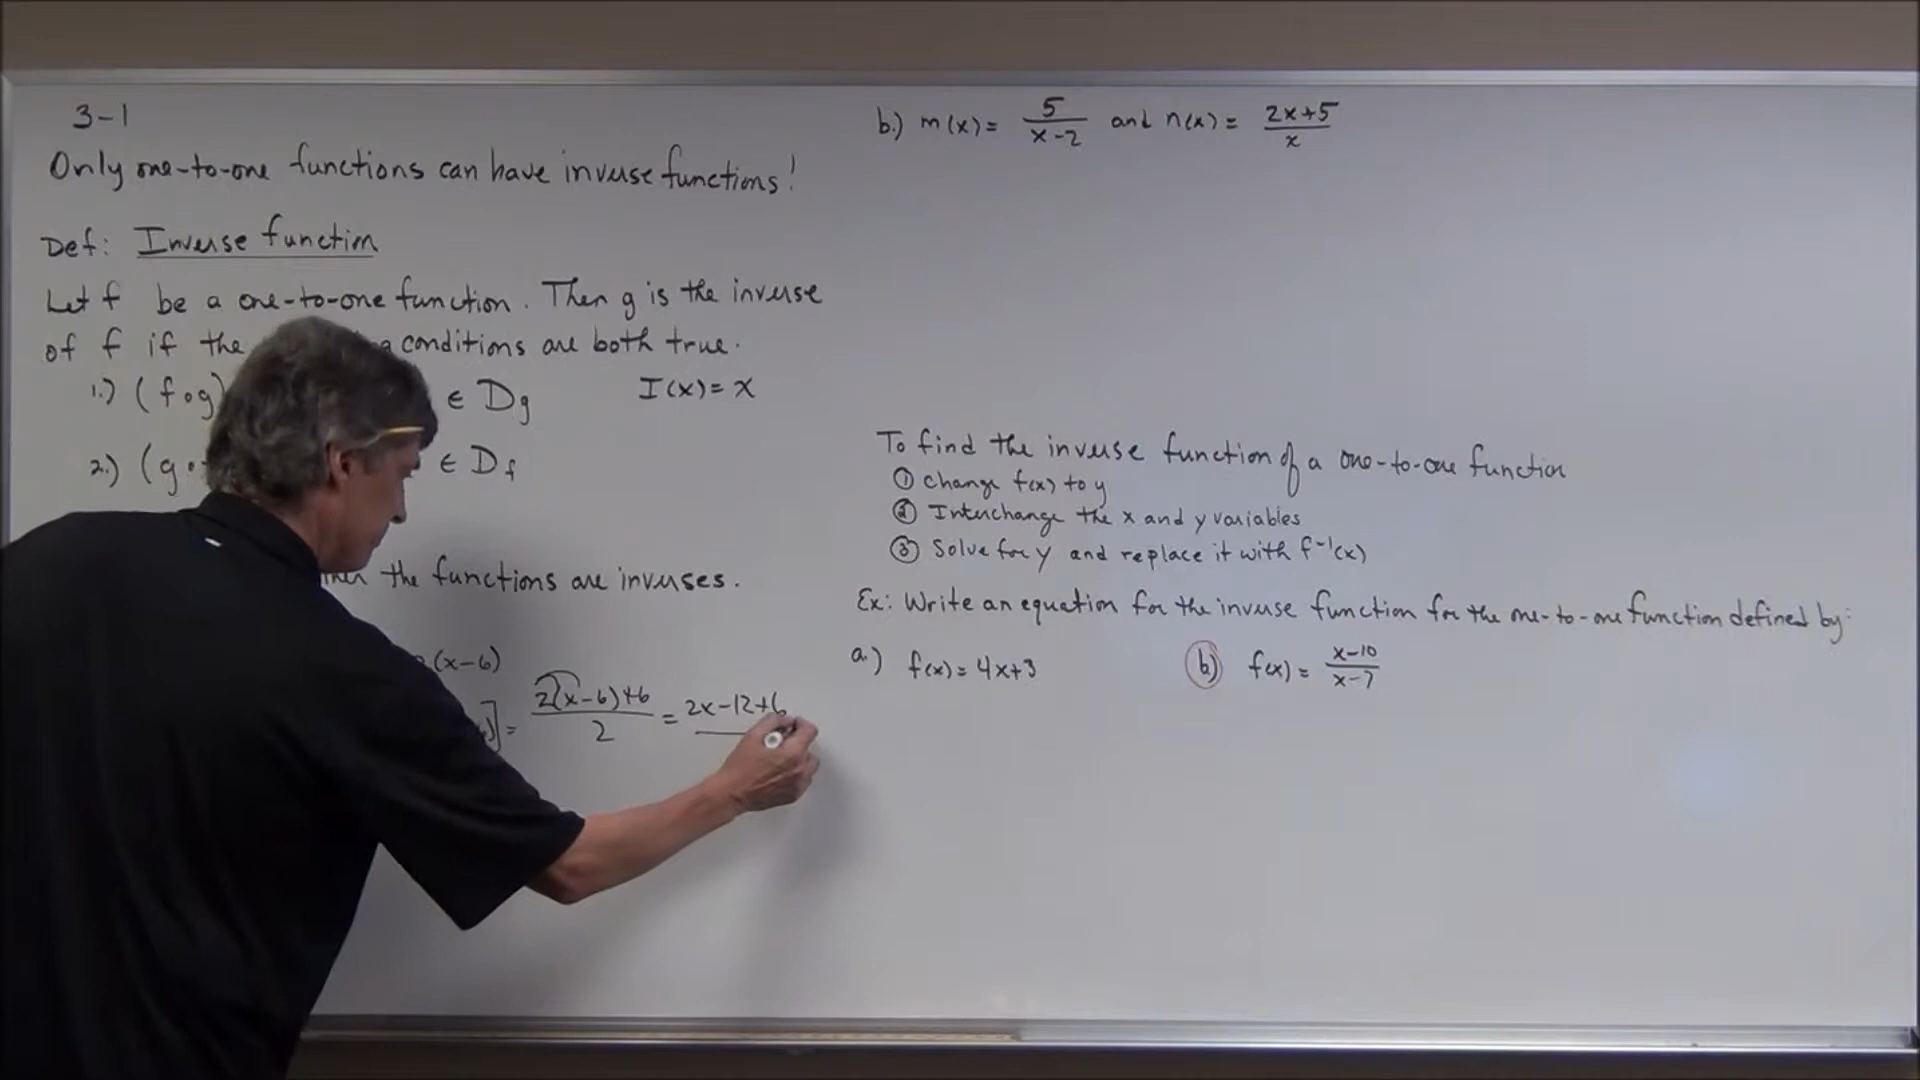 3-1
Only one-to-one functions can have inverse functions!
Def: Inverse function
Let f be a one-to-one function. Then g is the inverse
of f if the conditions are both true.
1.) (f∘g) ∈ Dg I(x) = x
2.) (g∘ ∈ Df
the functions are inverses.
(x-6)
] = \frac{2(x-6)+6}{2} = 2x-12+6
b.) m(x) = \frac{5}{x-2} and n(x) = \frac{2x+5}{x}
To find the inverse function of a one-to-one function
① Change f(x) to y
② Interchange the x and y variables
③ Solve for y and replace it with f⁻¹(x)
Ex: Write an equation for the inverse function for the one-to-one function defined by:
a.) f(x) = 4x+3 b) f(x) = \frac{x-10}{x-7}